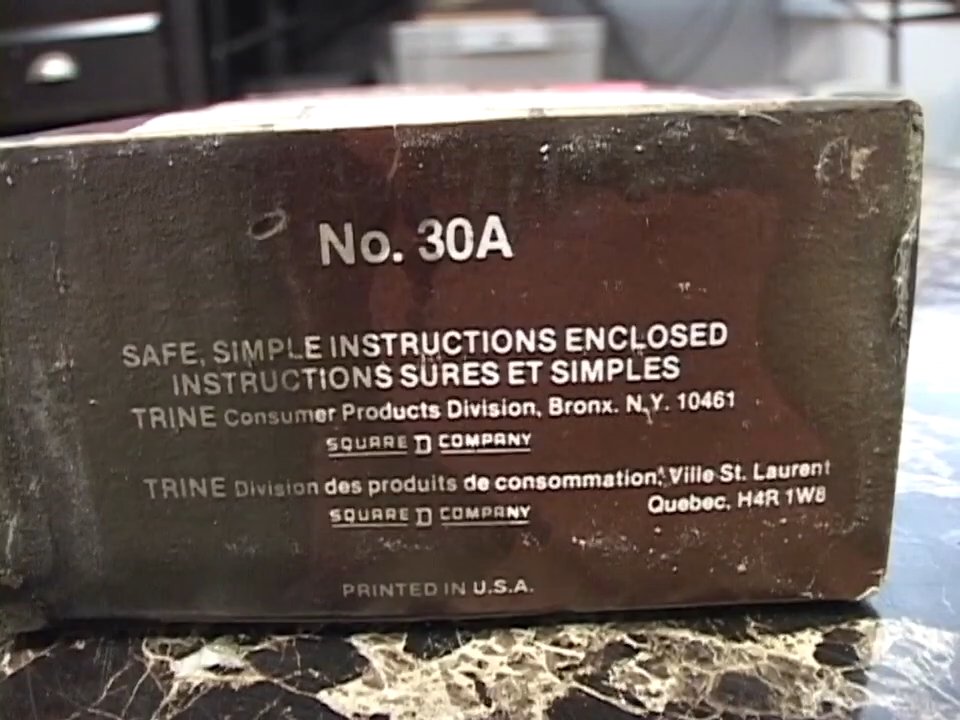 No. 30A
SAFE, SIMPLE INSTRUCTIONS ENCLOSED
INSTRUCTIONS SURES ET SIMPLES
TRINE Consumer Products Division, Bronx. N.Y. 10461
SQUARE D COMPANY
TRINE Division des produits de consommation, Ville St. Laurent
Quebec, H4R 1W8
SQUARE D COMPANY
PRINTED IN U.S.A.